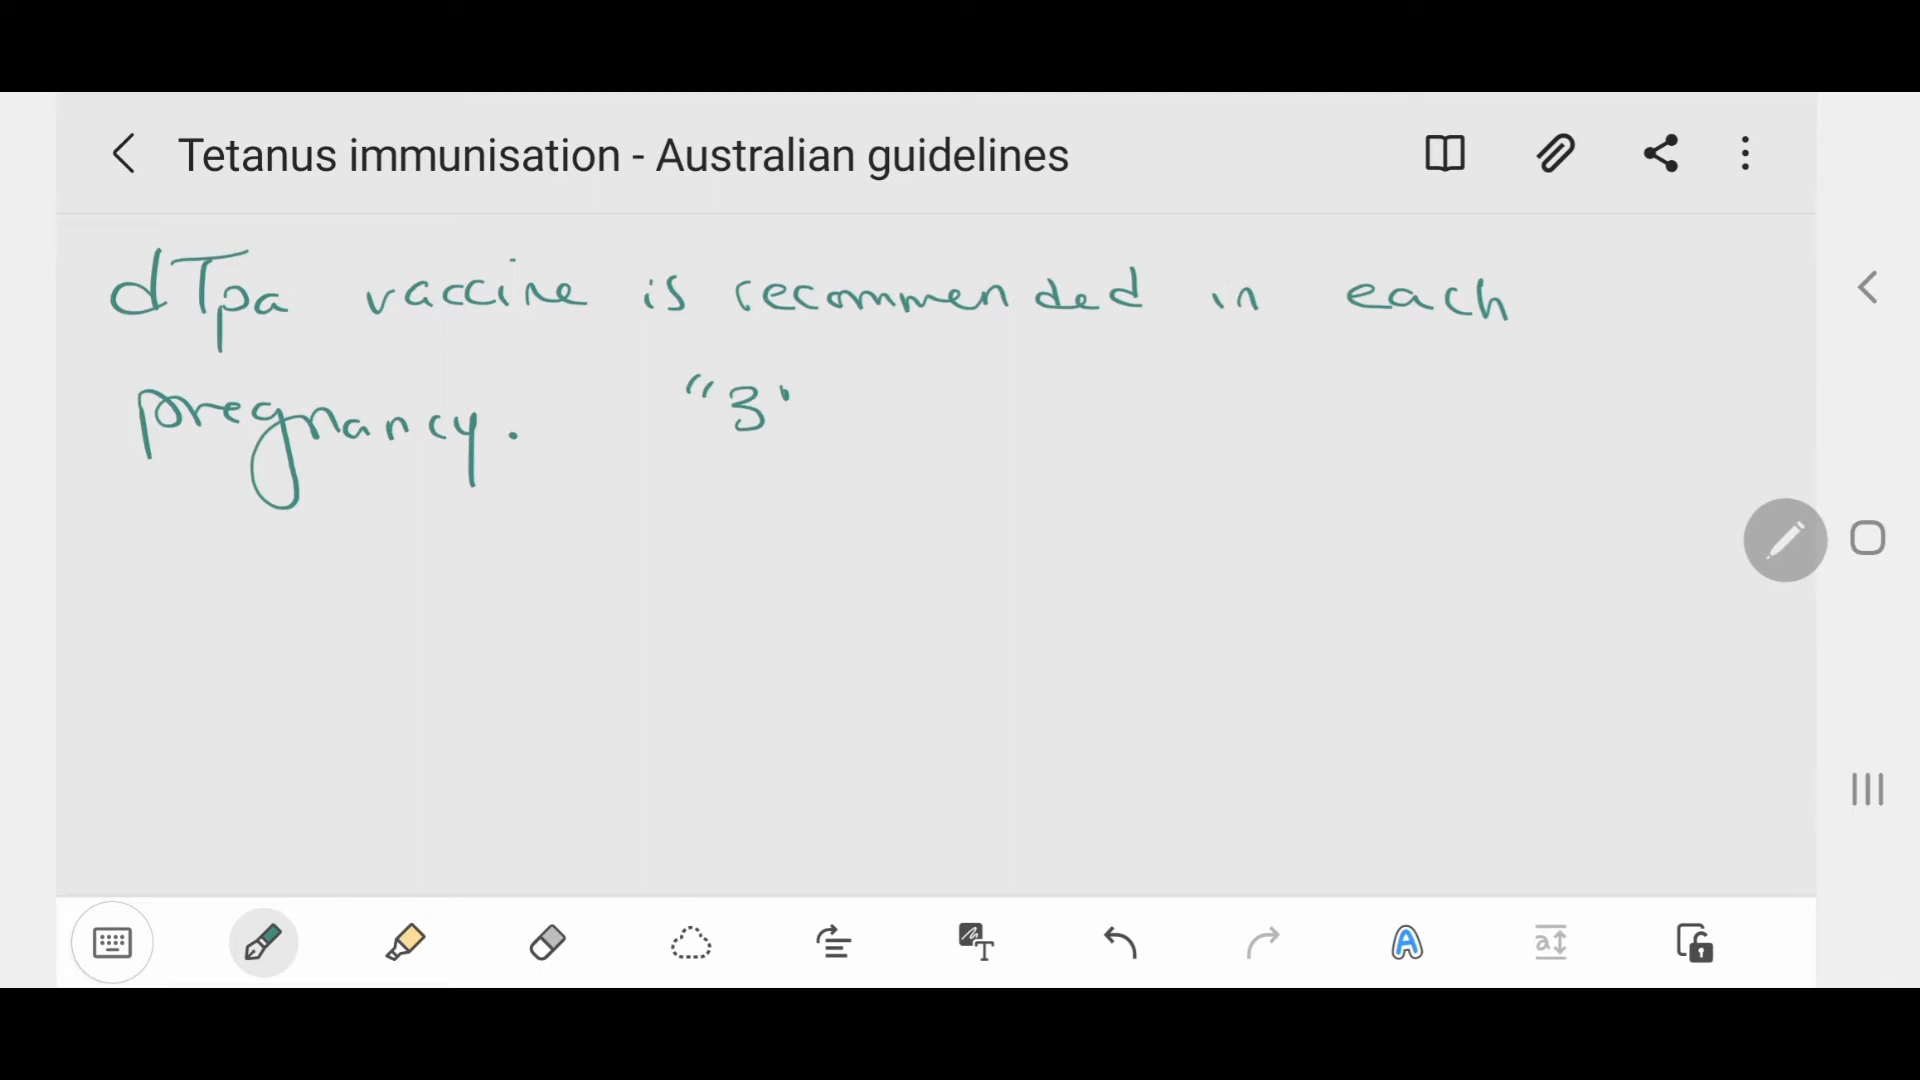 Tetanus immunisation - Australian guidelines
dTpa vaccine is recommended in each
pregnancy. "3'